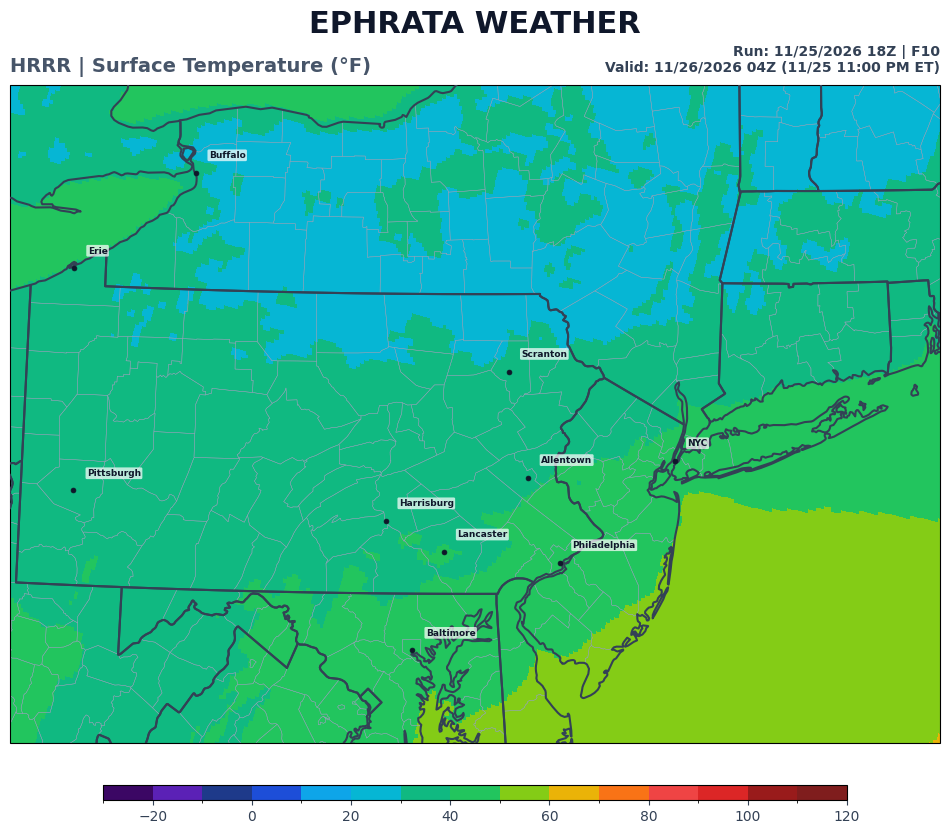 EPHRATA WEATHER
HRRR | Surface Temperature (°F)
Run: 11/25/2026 18Z | F10
Valid: 11/26/2026 04Z (11/25 11:00 PM ET)
Buffalo
Erie
Scranton
NYC
Allentown
Pittsburgh
Harrisburg
Lancaster
Philadelphia
Baltimore
−20 0 20 40 60 80 100 120